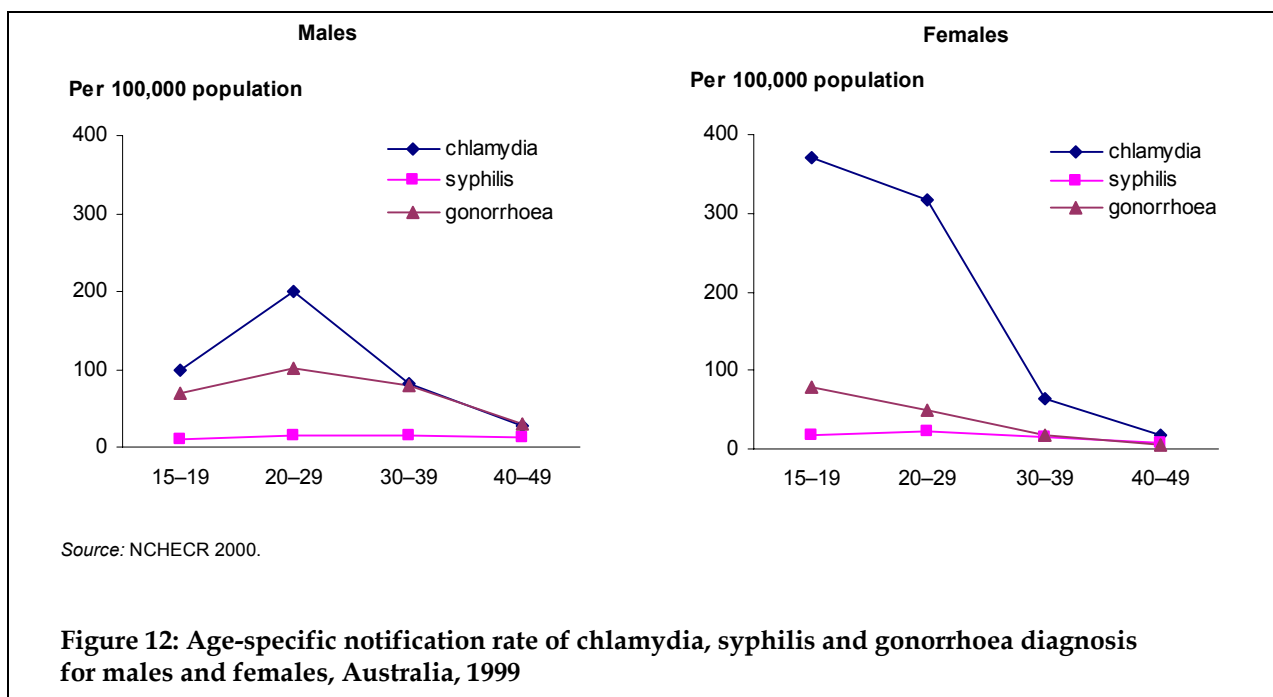 Males
Per 100,000 population
400
300
200
100
0
chlamydia
syphilis
gonorrhoea
15–19 20–29 30–39 40–49
Females
Per 100,000 population
400
300
200
100
0
chlamydia
syphilis
gonorrhoea
15–19 20–29 30–39 40–49
Source: NCHECR 2000.
Figure 12: Age-specific notification rate of chlamydia, syphilis and gonorrhoea diagnosis
for males and females, Australia, 1999